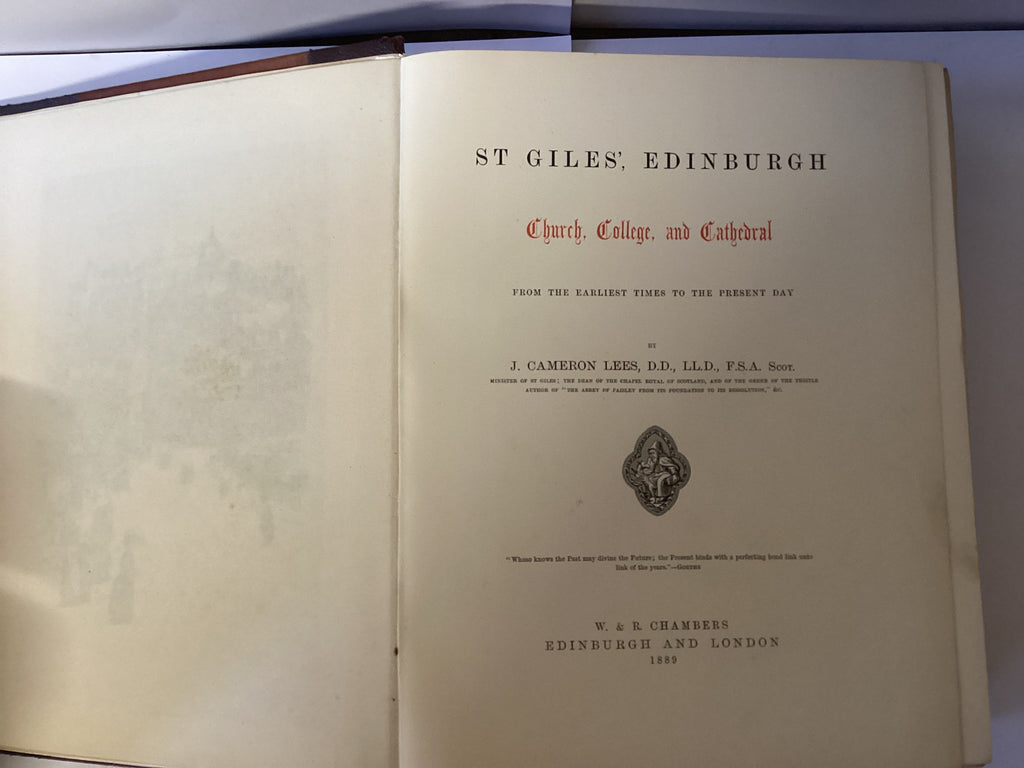 ST GILES', EDINBURGH
Church, College, and Cathedral
FROM THE EARLIEST TIMES TO THE PRESENT DAY
BY
J. CAMERON LEES, D.D., LL.D., F.S.A. Scot.
MINISTER OF ST GILES; THE DEAN OF THE CHAPEL ROYAL OF SCOTLAND, AND OF THE ORDER OF THE THISTLE
AUTHOR OF "THE ABBEY OF PAISLEY FROM ITS FOUNDATION TO ITS DISSOLUTION," &c.
"Whoso knows the Past may divine the Future; the Present binds with a perfecting bond link unto
link of the years."—GOETHE
W. & R. CHAMBERS
EDINBURGH AND LONDON
1889